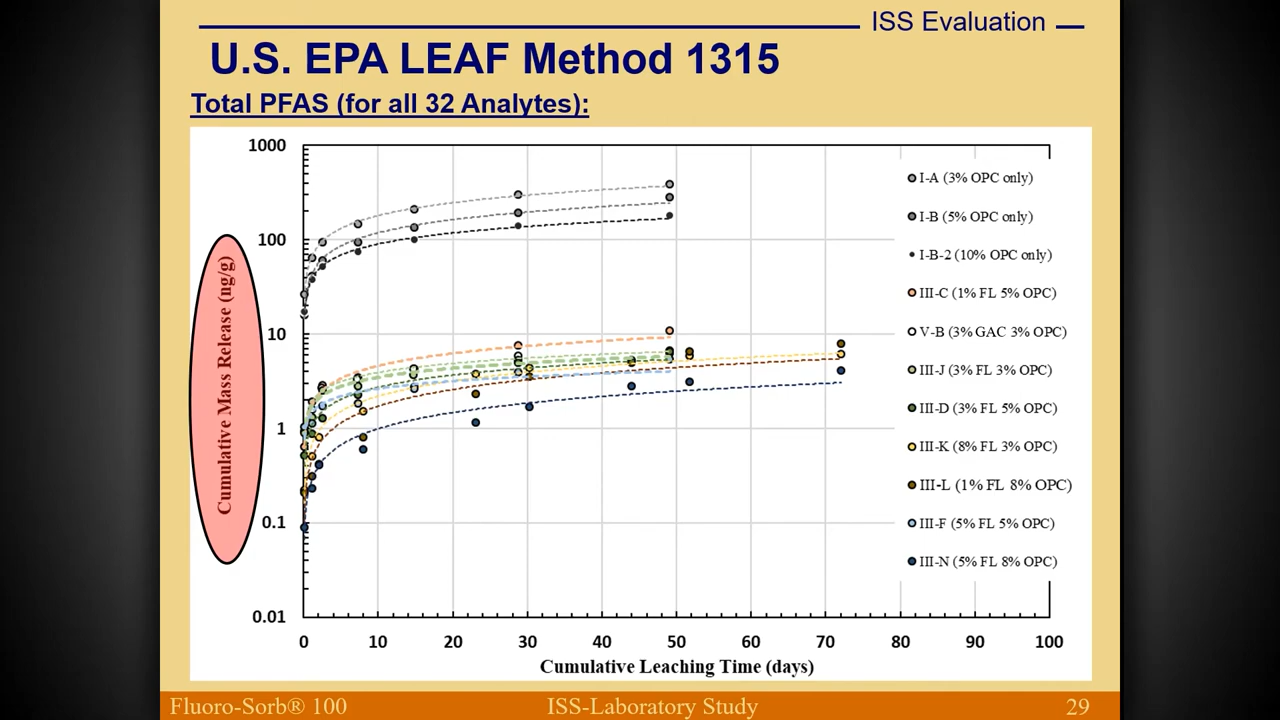 ISS Evaluation
U.S. EPA LEAF Method 1315
Total PFAS (for all 32 Analytes):
Cumulative Mass Release (ng/g)
1000
100
10
1
0.1
0.01
I-A (3% OPC only)
I-B (5% OPC only)
I-B-2 (10% OPC only)
III-C (1% FL 5% OPC)
V-B (3% GAC 3% OPC)
III-J (3% FL 3% OPC)
III-D (3% FL 5% OPC)
III-K (8% FL 3% OPC)
III-L (1% FL 8% OPC)
III-F (5% FL 5% OPC)
III-N (5% FL 8% OPC)
0 10 20 30 40 50 60 70 80 90 100
Cumulative Leaching Time (days)
Fluoro-Sorb® 100 ISS-Laboratory Study 29